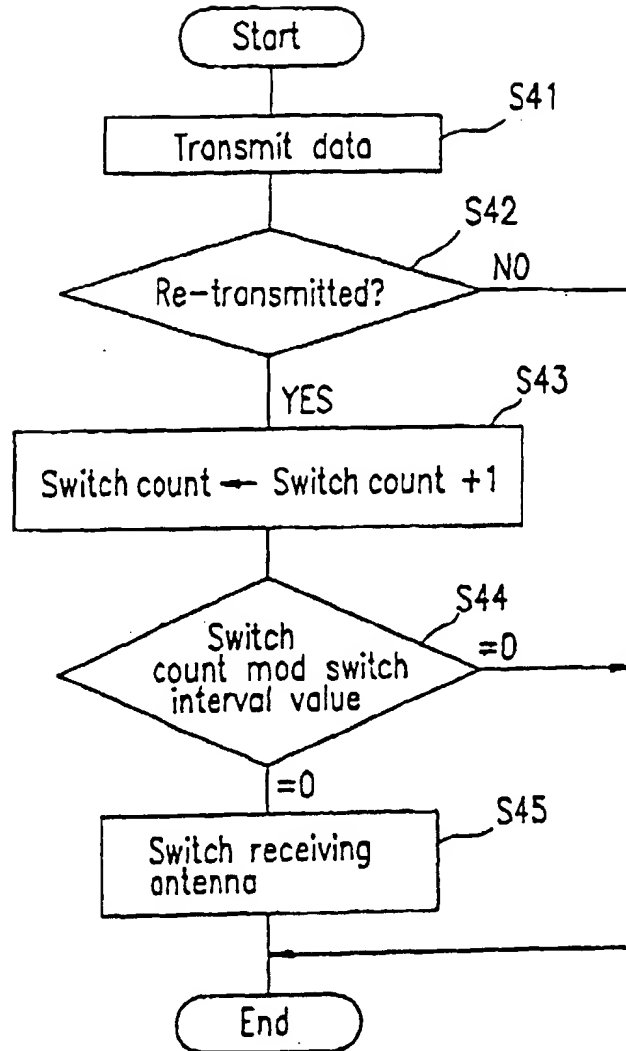 Start
S41
Transmit data
S42
Re-transmitted?
NO
YES
S43
Switch count ← Switch count +1
S44
Switch
count mod switch
interval value
=0
=0
S45
Switch receiving
antenna
End